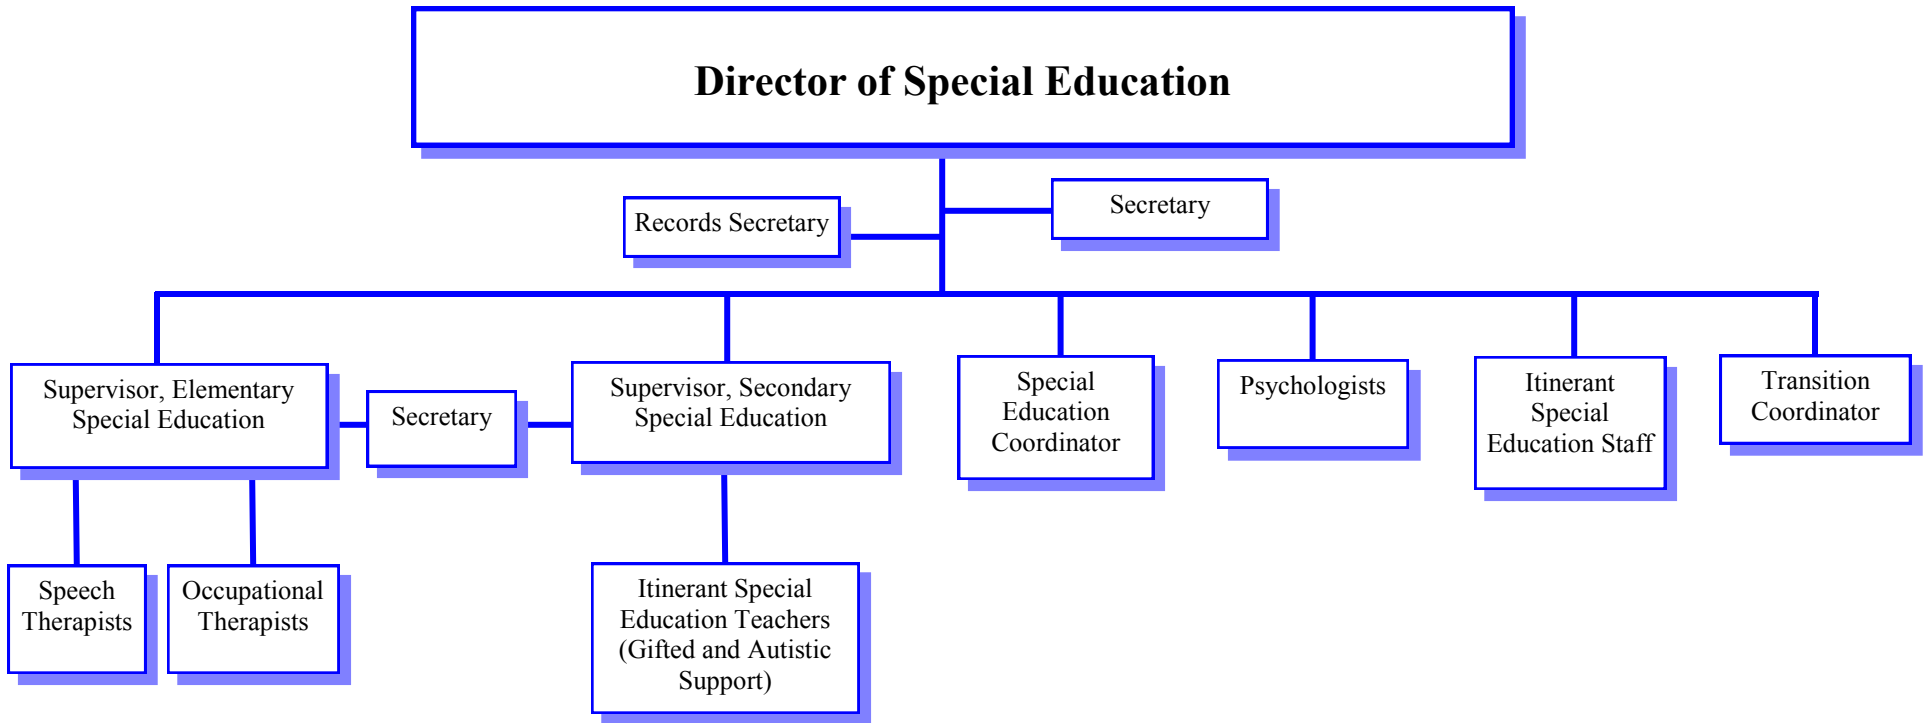 Director of Special Education
Records Secretary
Secretary
Supervisor, Elementary
Special Education
Secretary
Supervisor, Secondary
Special Education
Special
Education
Coordinator
Psychologists
Itinerant
Special
Education Staff
Transition
Coordinator
Speech
Therapists
Occupational
Therapists
Itinerant Special
Education Teachers
(Gifted and Autistic
Support)